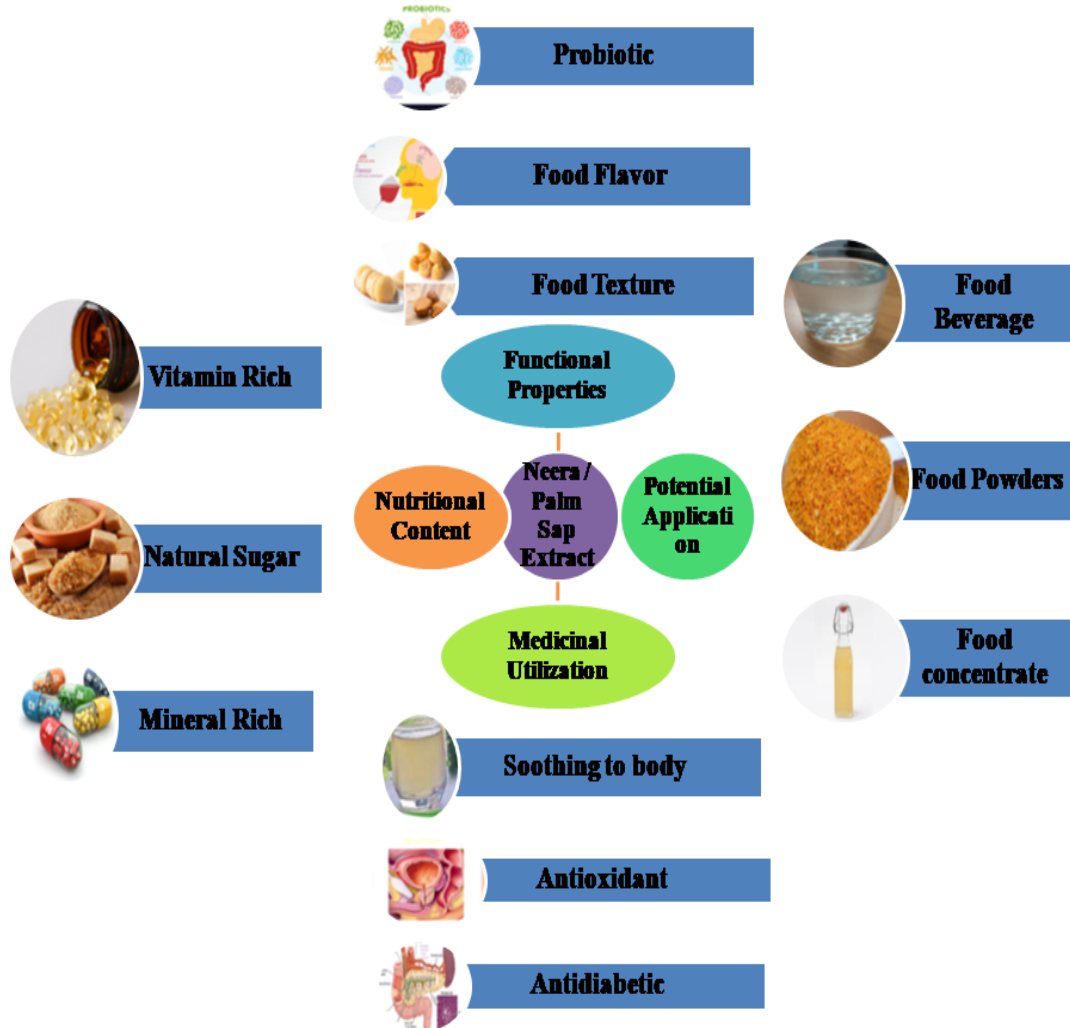 PROBIOTICS
Probiotic
Food Flavor
Food Texture
Functional
Properties
Vitamin Rich
Natural Sugar
Mineral Rich
Nutritional
Content
Neera /
Palm
Sap
Extract
Potential
Applicati
on
Food
Beverage
Food Powders
Food
concentrate
Medicinal
Utilization
Soothing to body
Antioxidant
Antidiabetic